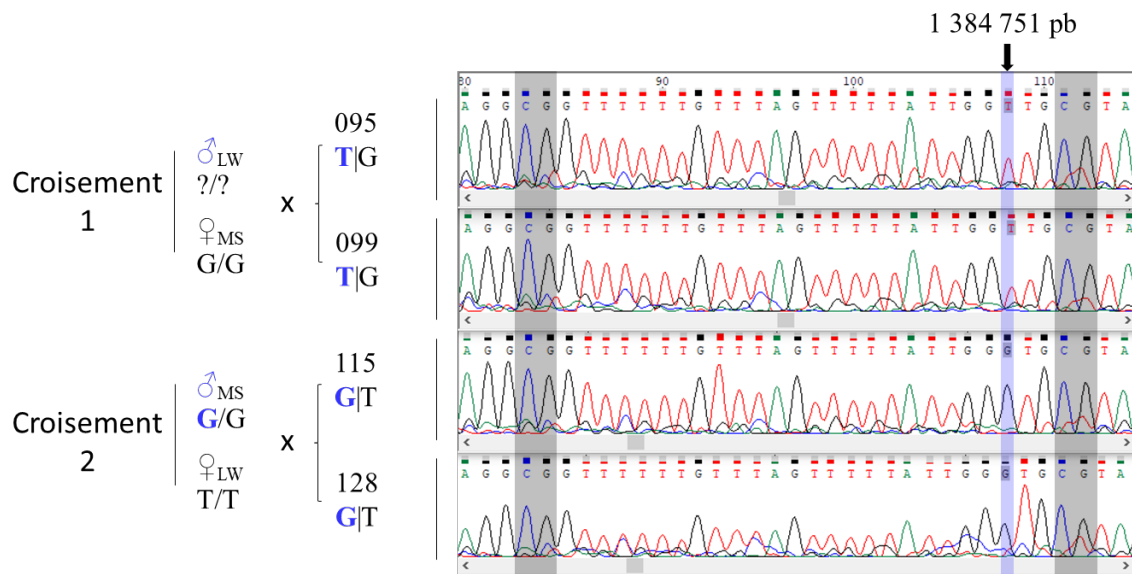 1 384 751 pb
80 90 100 110
095
A G G C G G T T T T T T G T T T A G T T T T T A T T G G T T G C G T A
♂LW
T|G
?/?
Croisement
1
x
♀MS
G/G
099
A G G C G G T T T T T T G T T T A G T T T T T A T T G G T T G C G T A
T|G
115
A G G C G G T T T T T T G T T T A G T T T T T A T T G G G T G C G T A
♂MS
G|T
G/G
Croisement
2
x
♀LW
T/T
128
A G G C G G T T T T T T G T T T A G T T T T T A T T G G G T G C G T A
G|T